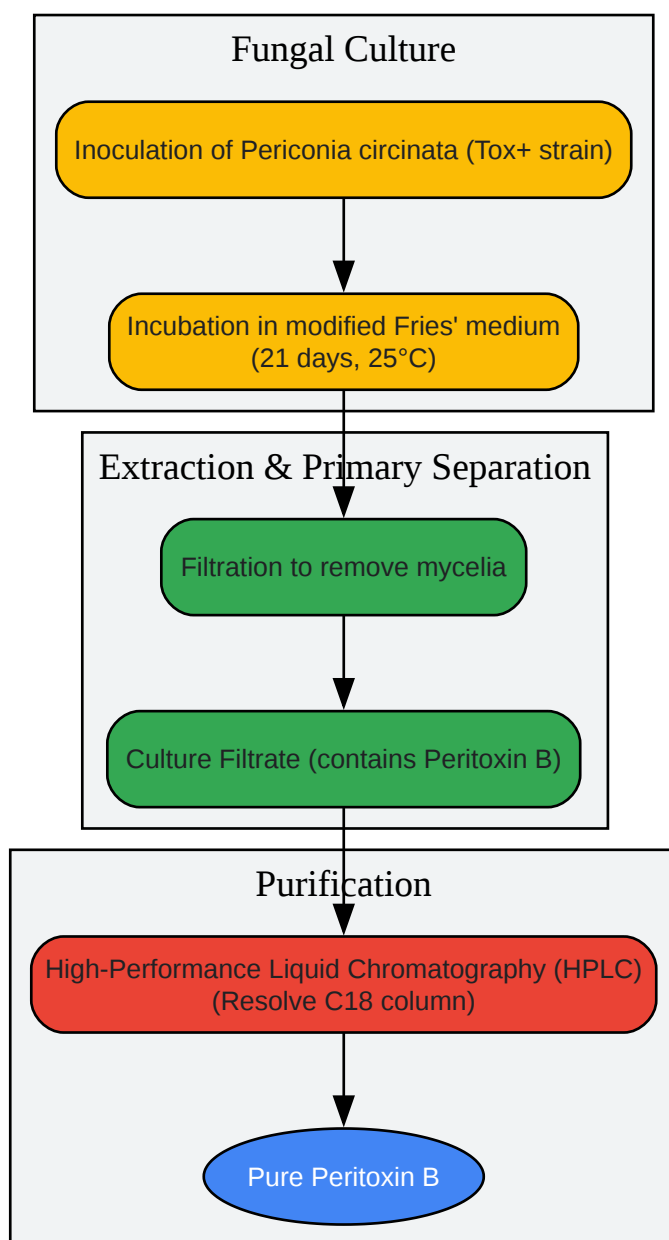 Fungal Culture
Inoculation of Periconia circinata (Tox+ strain)
Incubation in modified Fries' medium
(21 days, 25°C)
Extraction & Primary Separation
Filtration to remove mycelia
Culture Filtrate (contains Peritoxin B)
Purification
High-Performance Liquid Chromatography (HPLC)
(Resolve C18 column)
Pure Peritoxin B